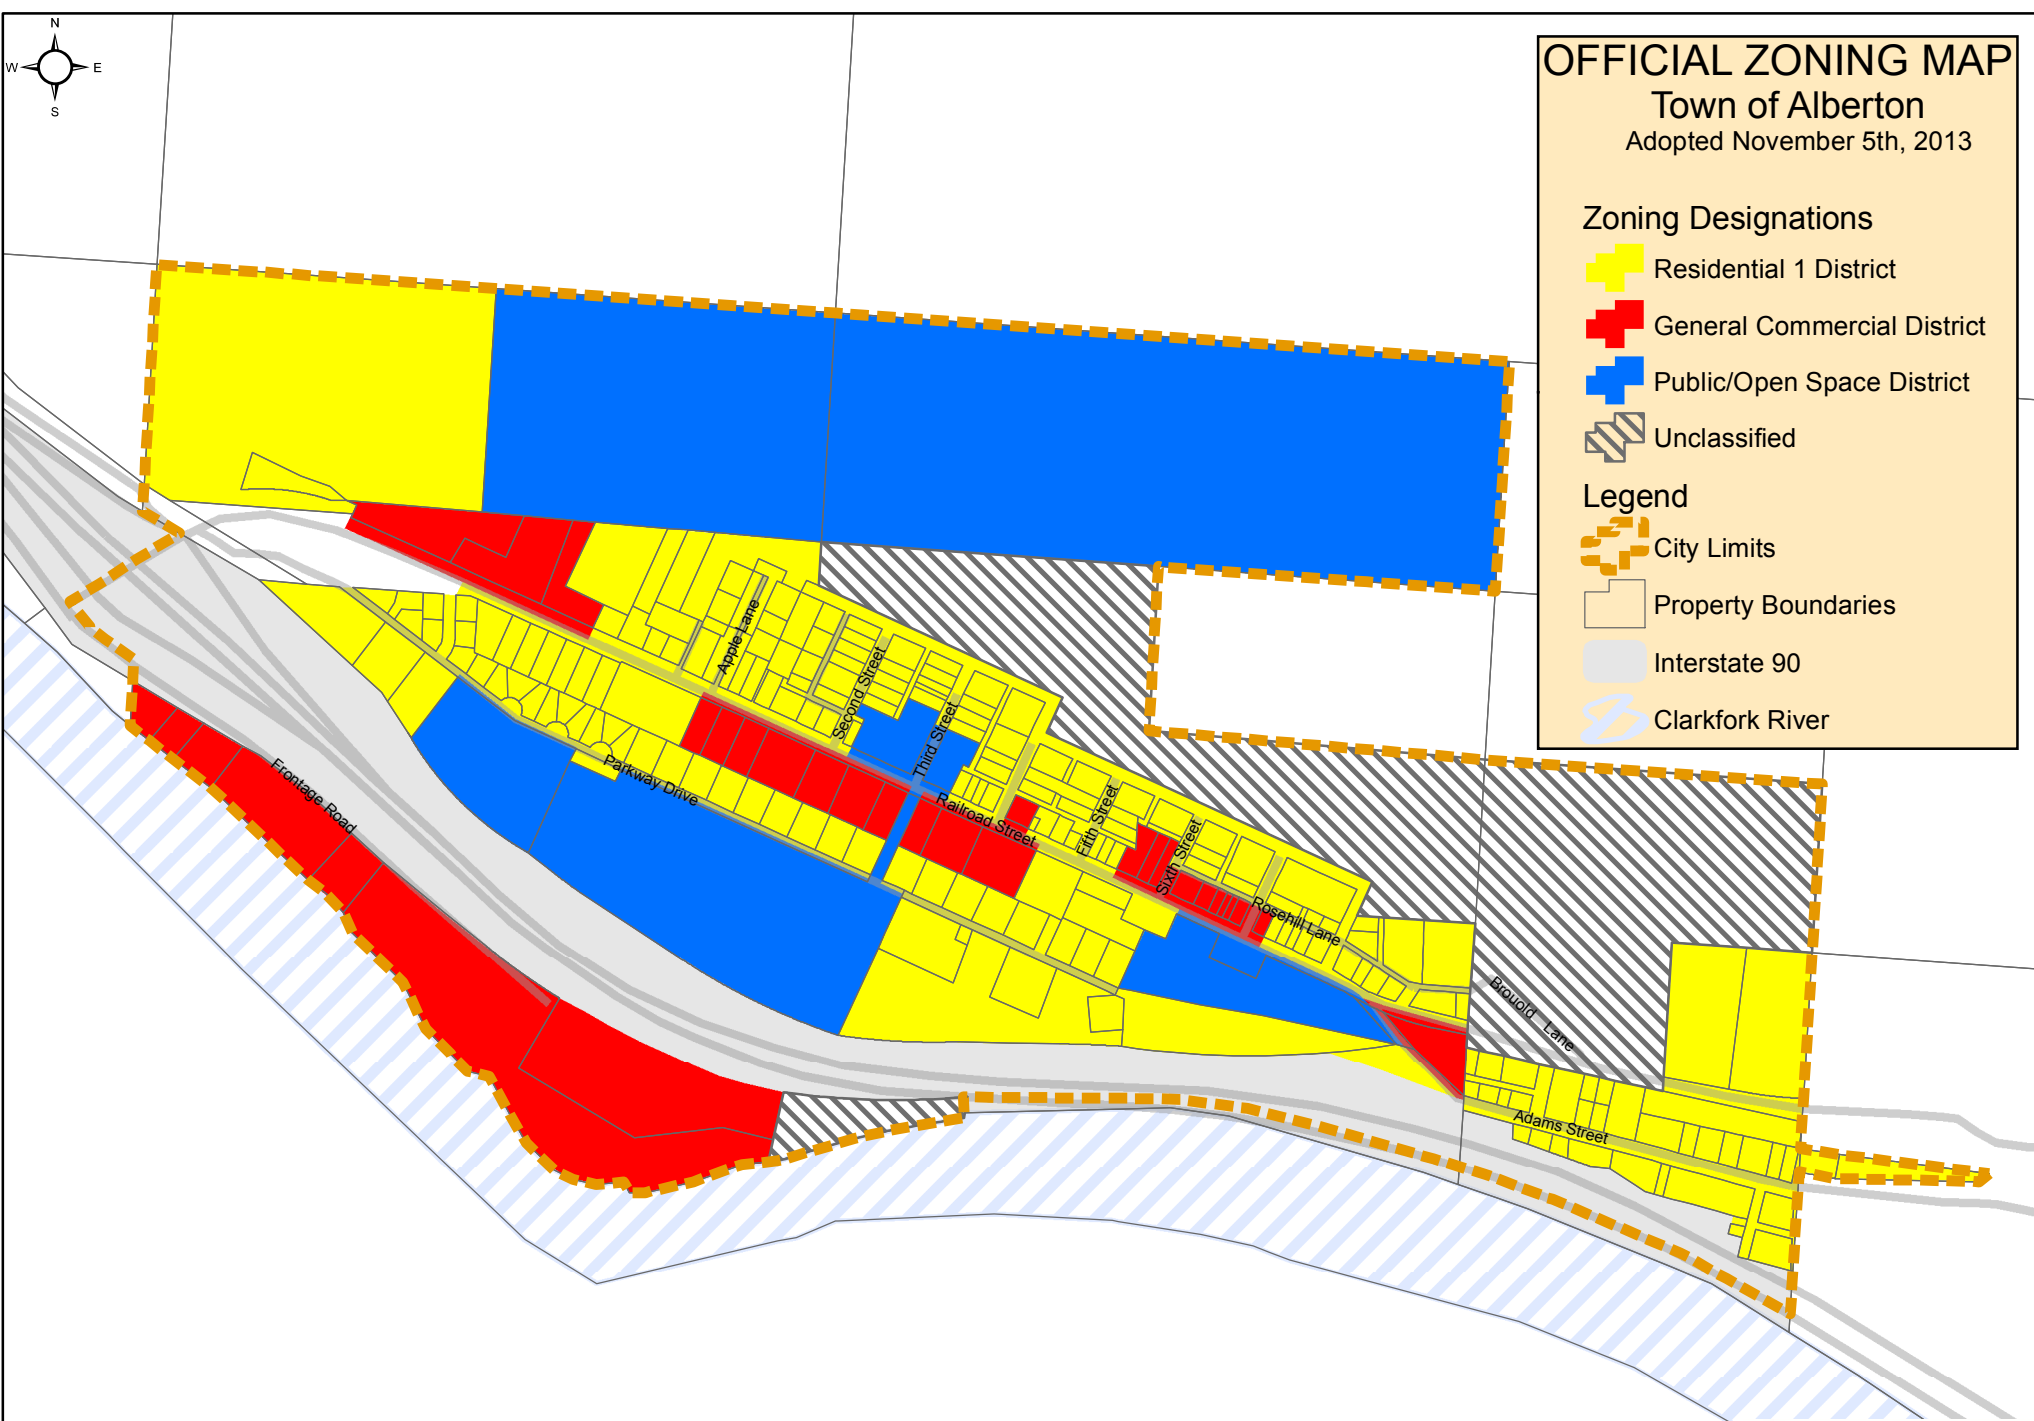 N
W E
S
OFFICIAL ZONING MAP
Town of Alberton
Adopted November 5th, 2013
Zoning Designations
Residential 1 District
General Commercial District
Public/Open Space District
Unclassified
Legend
City Limits
Property Boundaries
Interstate 90
Clarkfork River
Apple Lane
Second Street
Third Street
Parkway Drive
Frontage Road
Railroad Street
Fifth Street
Sixth Street
Rosehill Lane
Brouold Lane
Adams Street